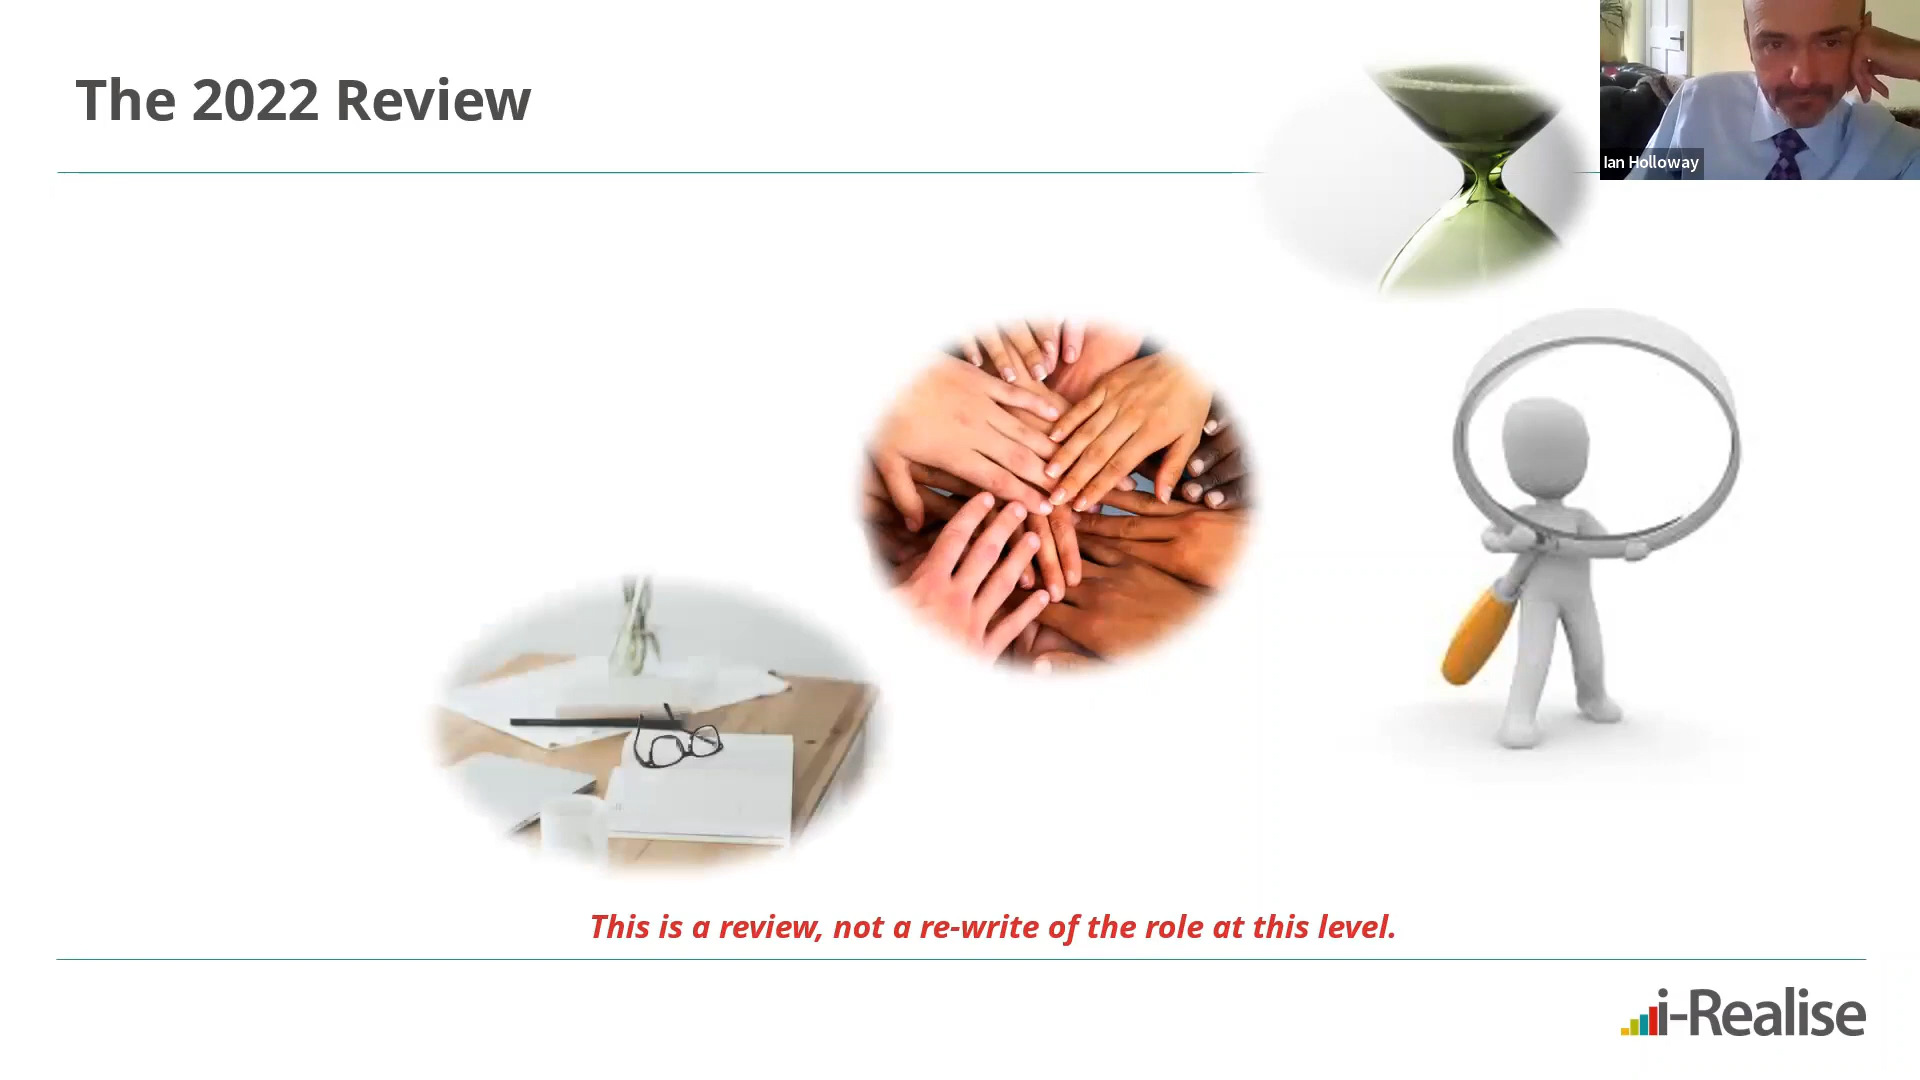 The 2022 Review
Ian Holloway
This is a review, not a re-write of the role at this level.
i-Realise